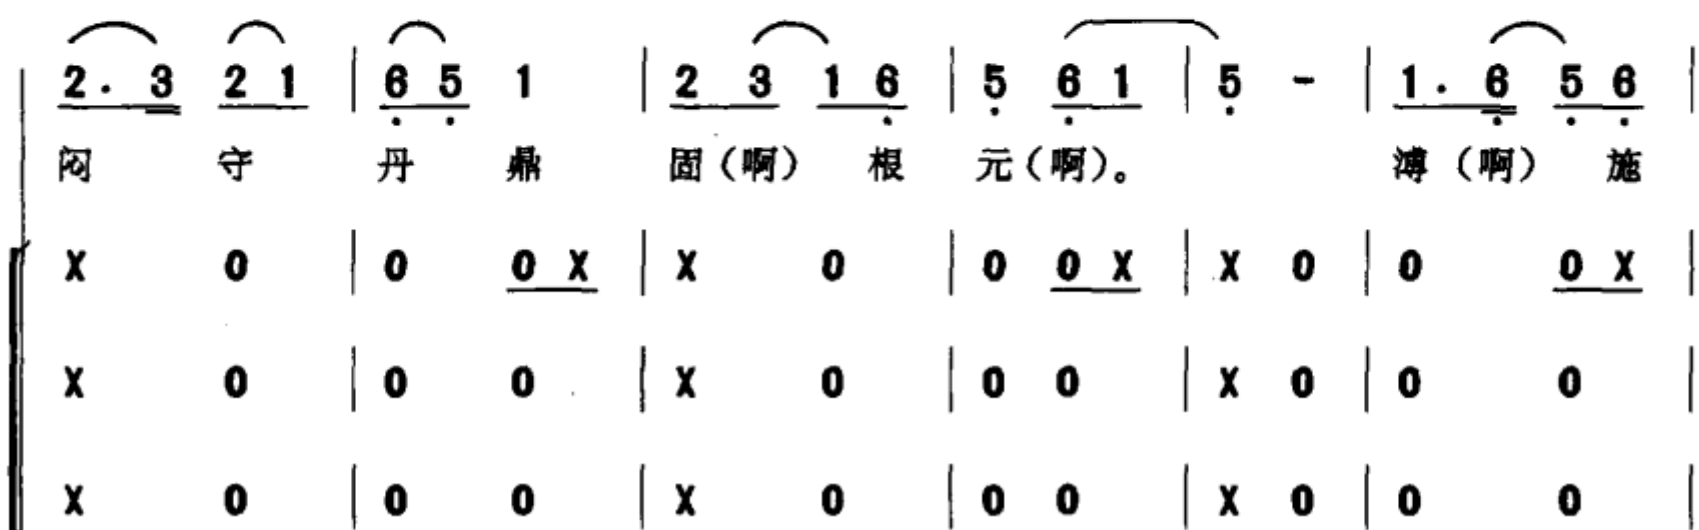 2. 3 2 1 | 6 5 1 | 2 3 1 6 | 5 6 1 | 5 - | 1. 6 5 6 |
闷 守 丹 鼎 固（啊） 根 元（啊）。 溥（啊） 施
X 0 | 0 0 X | X 0 | 0 0 X | X 0 | 0 0 X |
X 0 | 0 0 | X 0 | 0 0 | X 0 | 0 0 |
X 0 | 0 0 | X 0 | 0 0 | X 0 | 0 0 |